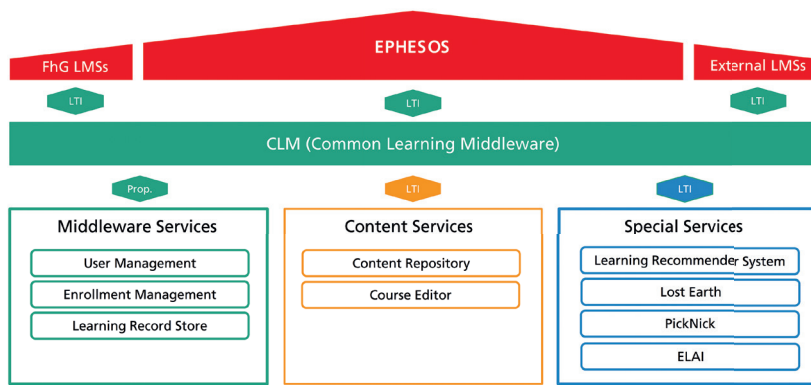 EPHESOS
FhG LMSs
External LMSs
LTI
LTI
LTI
CLM (Common Learning Middleware)
Prop.
LTI
LTI
Middleware Services
User Management
Enrollment Management
Learning Record Store
Content Services
Content Repository
Course Editor
Special Services
Learning Recommender System
Lost Earth
PickNick
ELAI